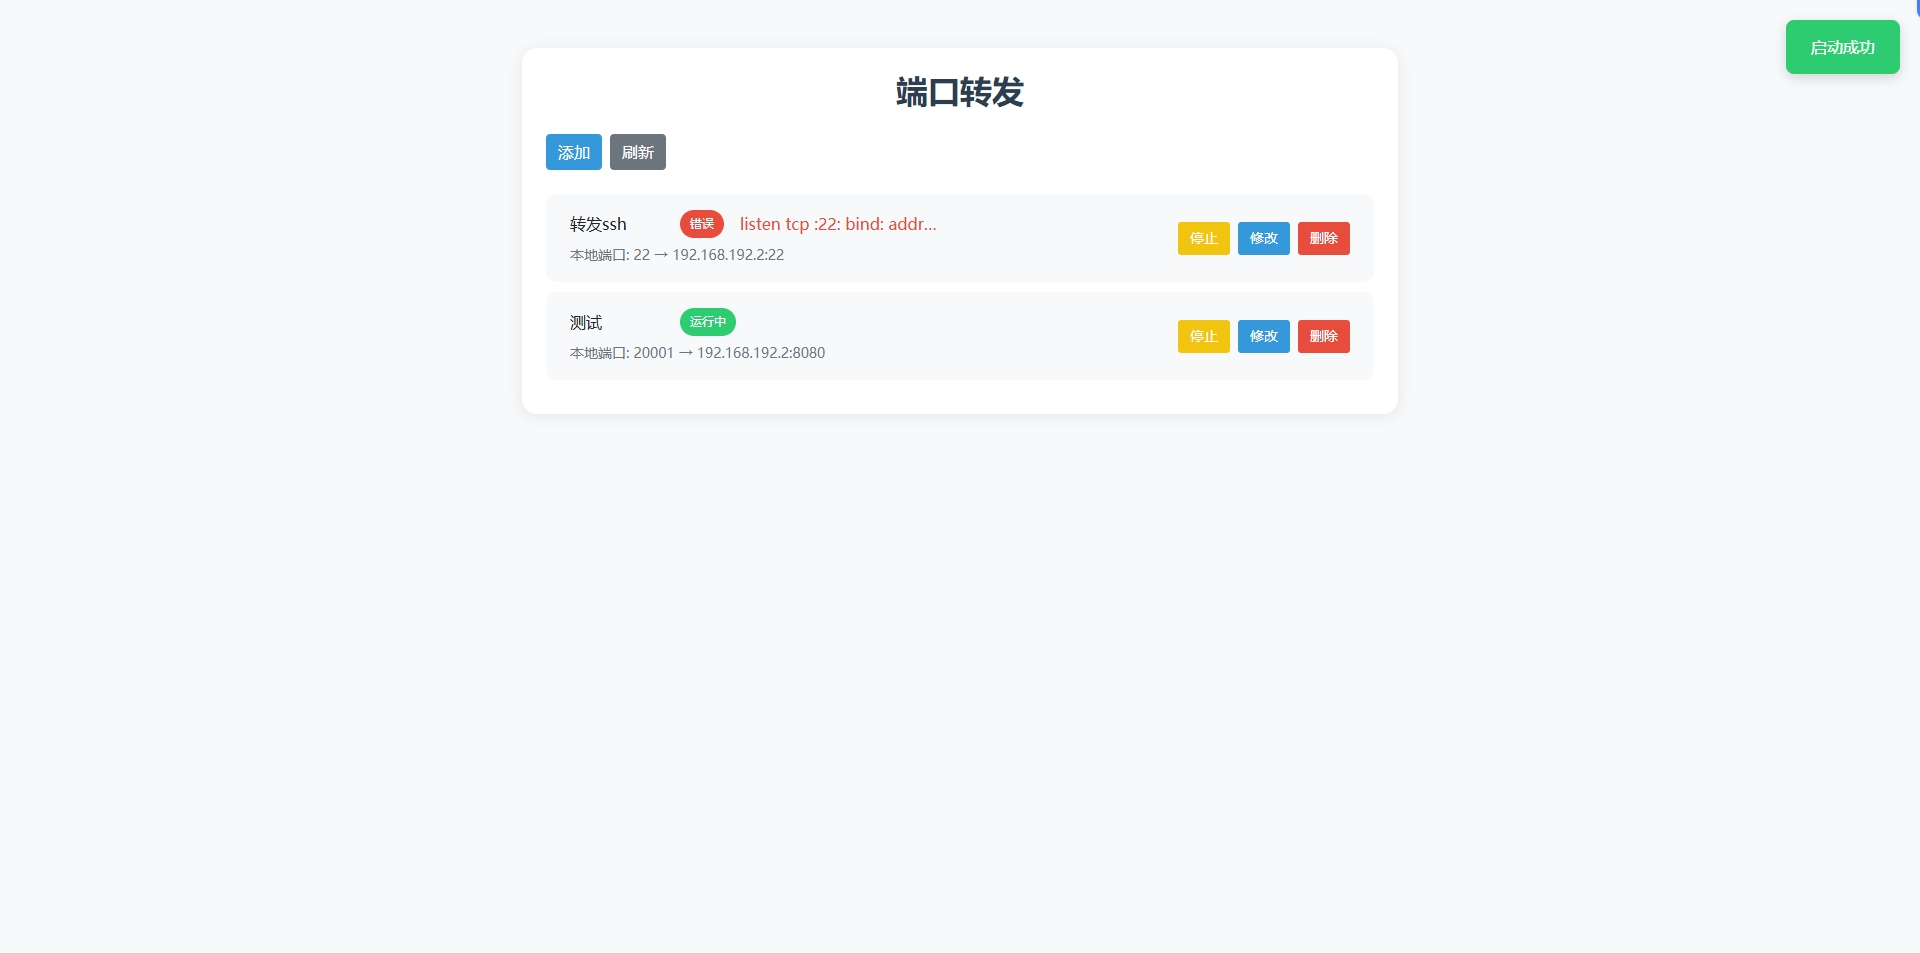 启动成功
端口转发
添加 刷新
转发ssh 错误 listen tcp :22: bind: addr...
本地端口: 22 → 192.168.192.2:22
停止 修改 删除
测试 运行中
本地端口: 20001 → 192.168.192.2:8080
停止 修改 删除